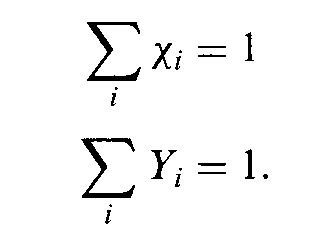 ∑_i χ_i = 1
∑_i Y_i = 1.